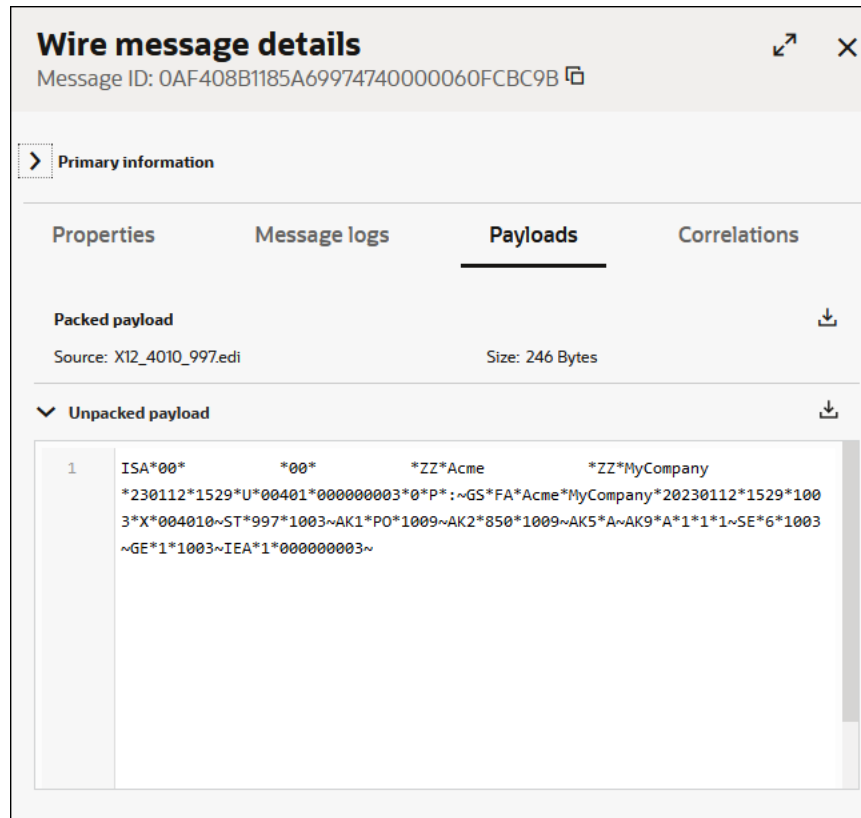 Wire message details
Message ID: 0AF408B1185A69974740000060FCBC9B
Primary information
Properties Message logs Payloads Correlations
Packed payload
Source: X12_4010_997.edi Size: 246 Bytes
Unpacked payload
1 ISA*00*          *00*          *ZZ*Acme           *ZZ*MyCompany
*230112*1529*U*00401*000000003*0*P*:~GS*FA*Acme*MyCompany*20230112*1529*100
3*X*004010~ST*997*1003~AK1*PO*1009~AK2*850*1009~AK5*A~AK9*A*1*1*1~SE*6*1003
~GE*1*1003~IEA*1*000000003~